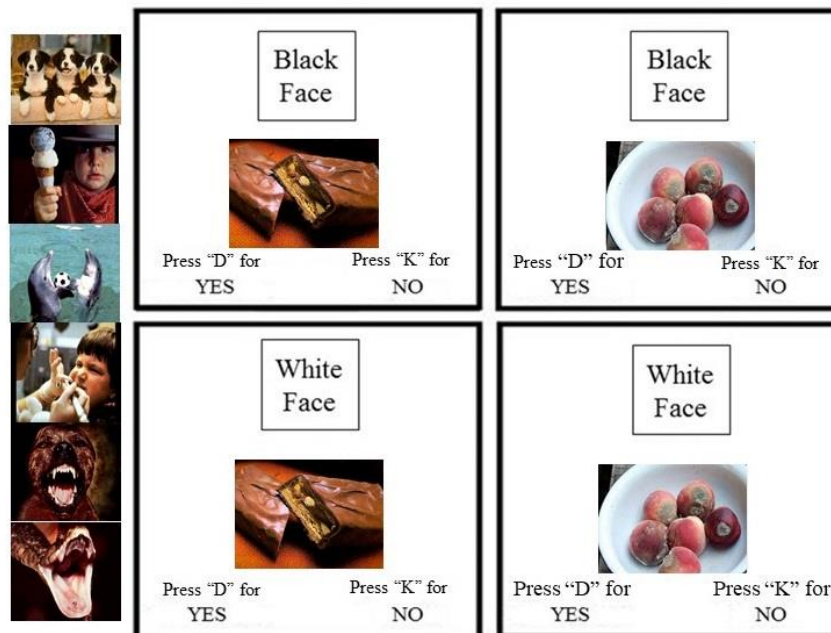 Black
Face
Press “D” for
Press “K” for
YES
NO
Black
Face
Press “D” for
Press “K” for
YES
NO
White
Face
Press “D” for
Press “K” for
YES
NO
White
Face
Press “D” for
Press “K” for
YES
NO